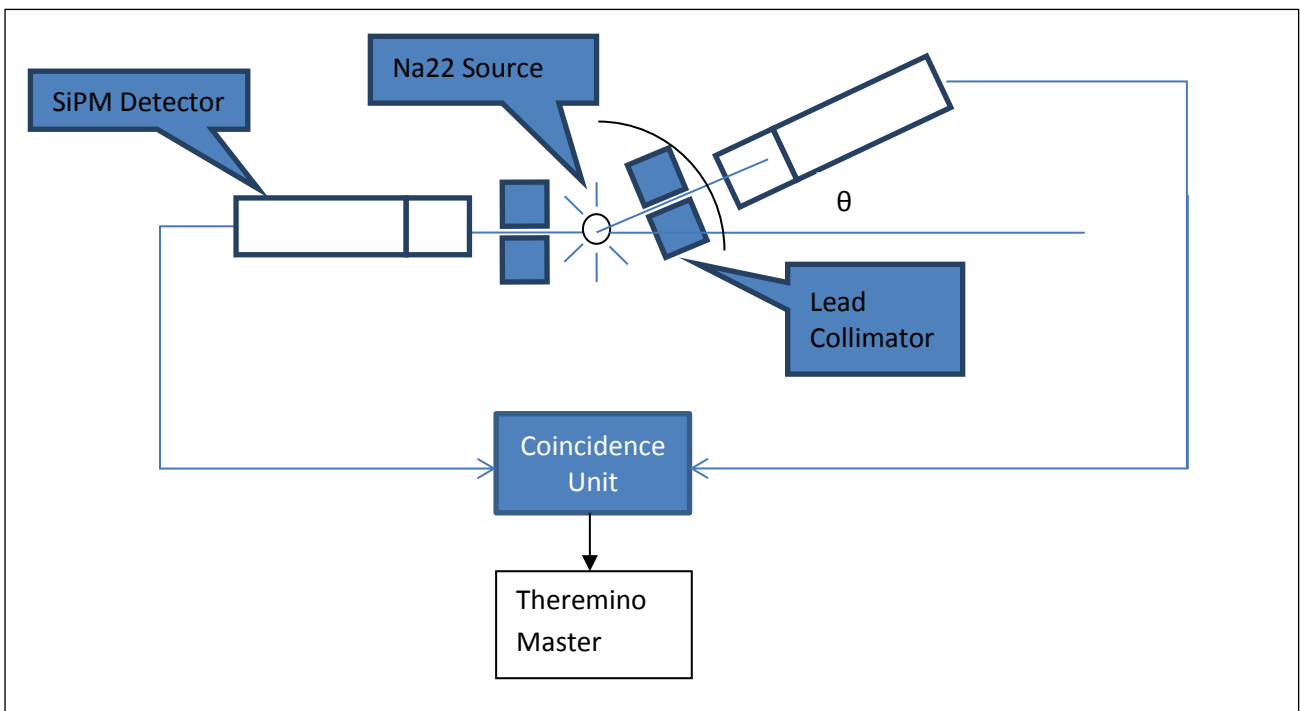 Na22 Source
SiPM Detector
θ
Lead
Collimator
Coincidence
Unit
Theremino
Master